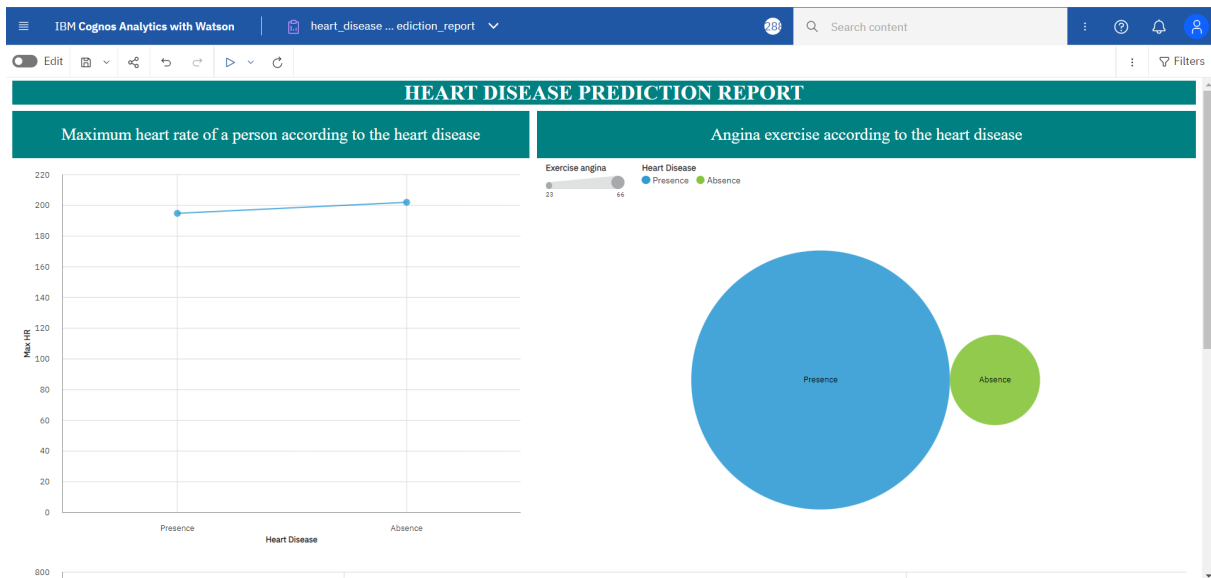 IBM Cognos Analytics with Watson
heart_disease ... ediction_report
288
Search content
Edit
Filters
HEART DISEASE PREDICTION REPORT
Maximum heart rate of a person according to the heart disease
Angina exercise according to the heart disease
220
200
180
160
140
120
100
80
60
40
20
0
Max HR
Presence
Absence
Heart Disease
Exercise angina
23
66
Heart Disease
Presence
Absence
Presence
Absence
800